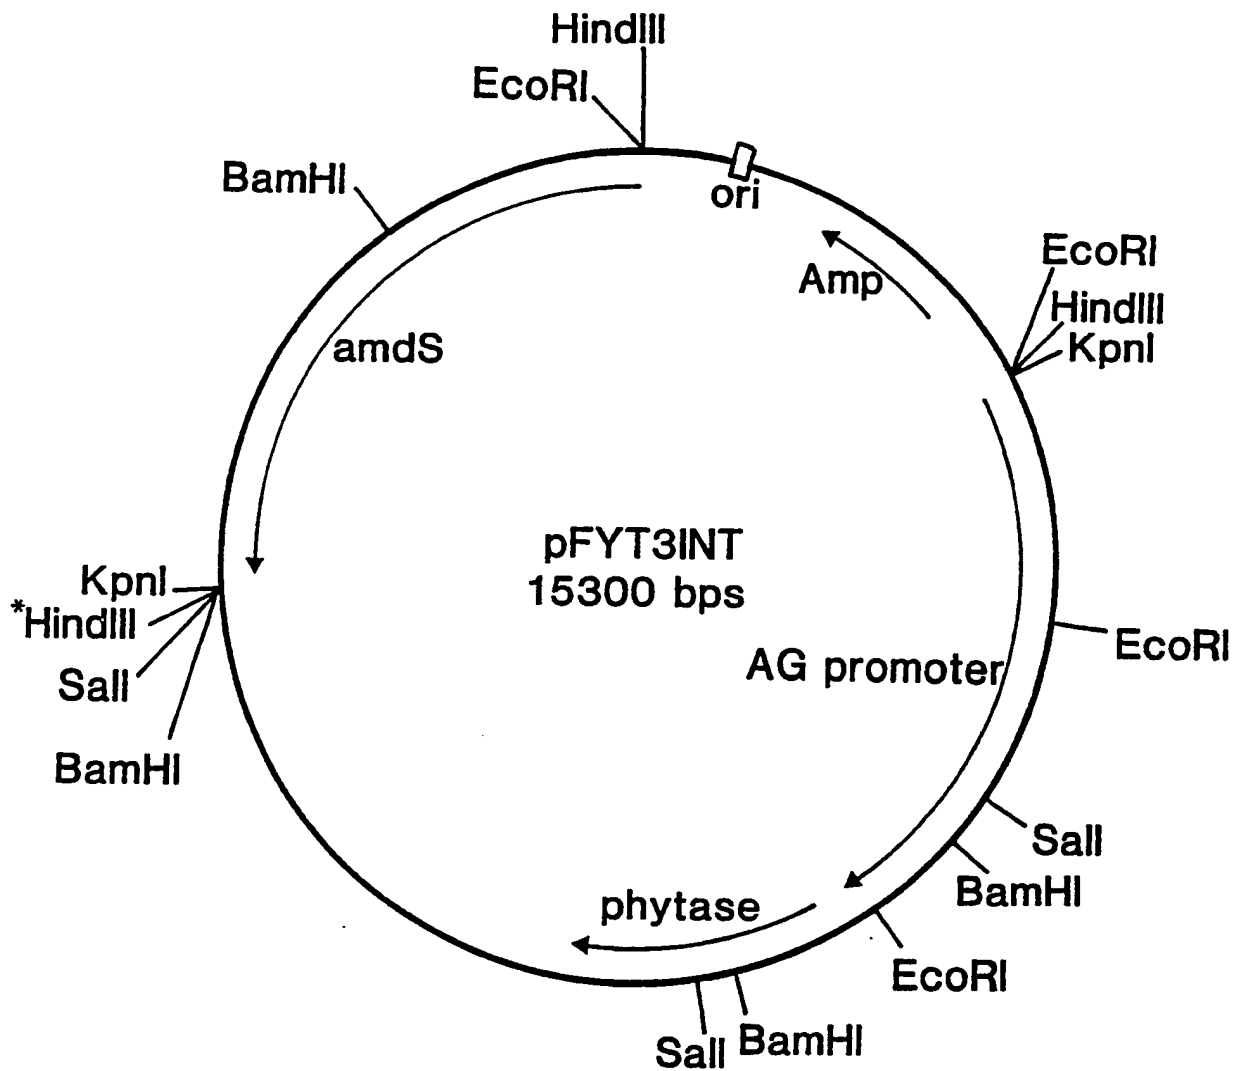 HindIII
EcoRI
BamHI
ori
EcoRI
Amp
HindIII
KpnI
amdS
pFYT3INT
15300 bps
KpnI
*HindIII
EcoRI
AG promoter
SalI
BamHI
SalI
BamHI
phytase
EcoRI
SalI
BamHI